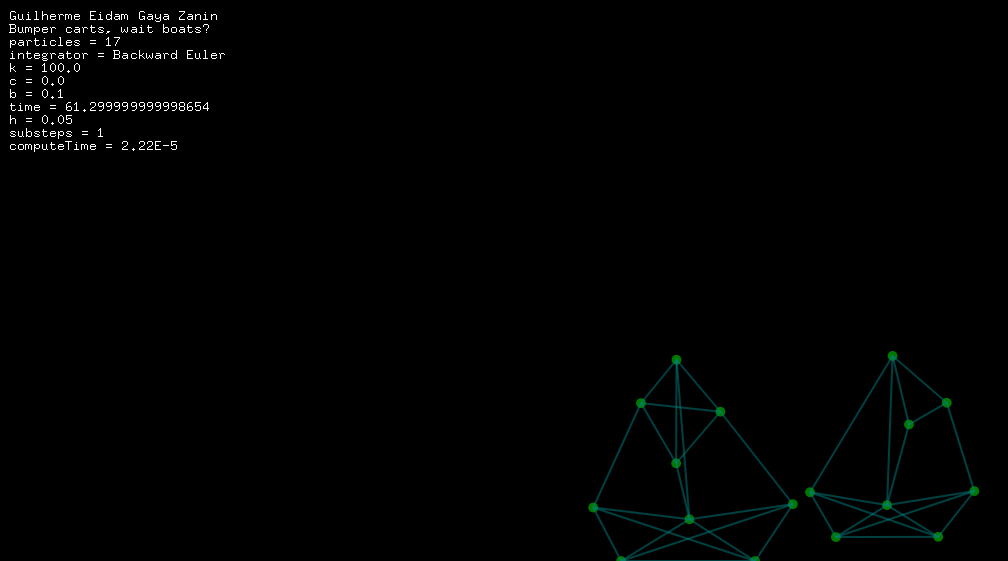 Guilherme Eidam Gaya Zanin
Bumper carts, wait boats?
particles = 17
integrator = Backward Euler
k = 100.0
c = 0.0
b = 0.1
time = 61.299999999998654
h = 0.05
substeps = 1
computeTime = 2.22E-5